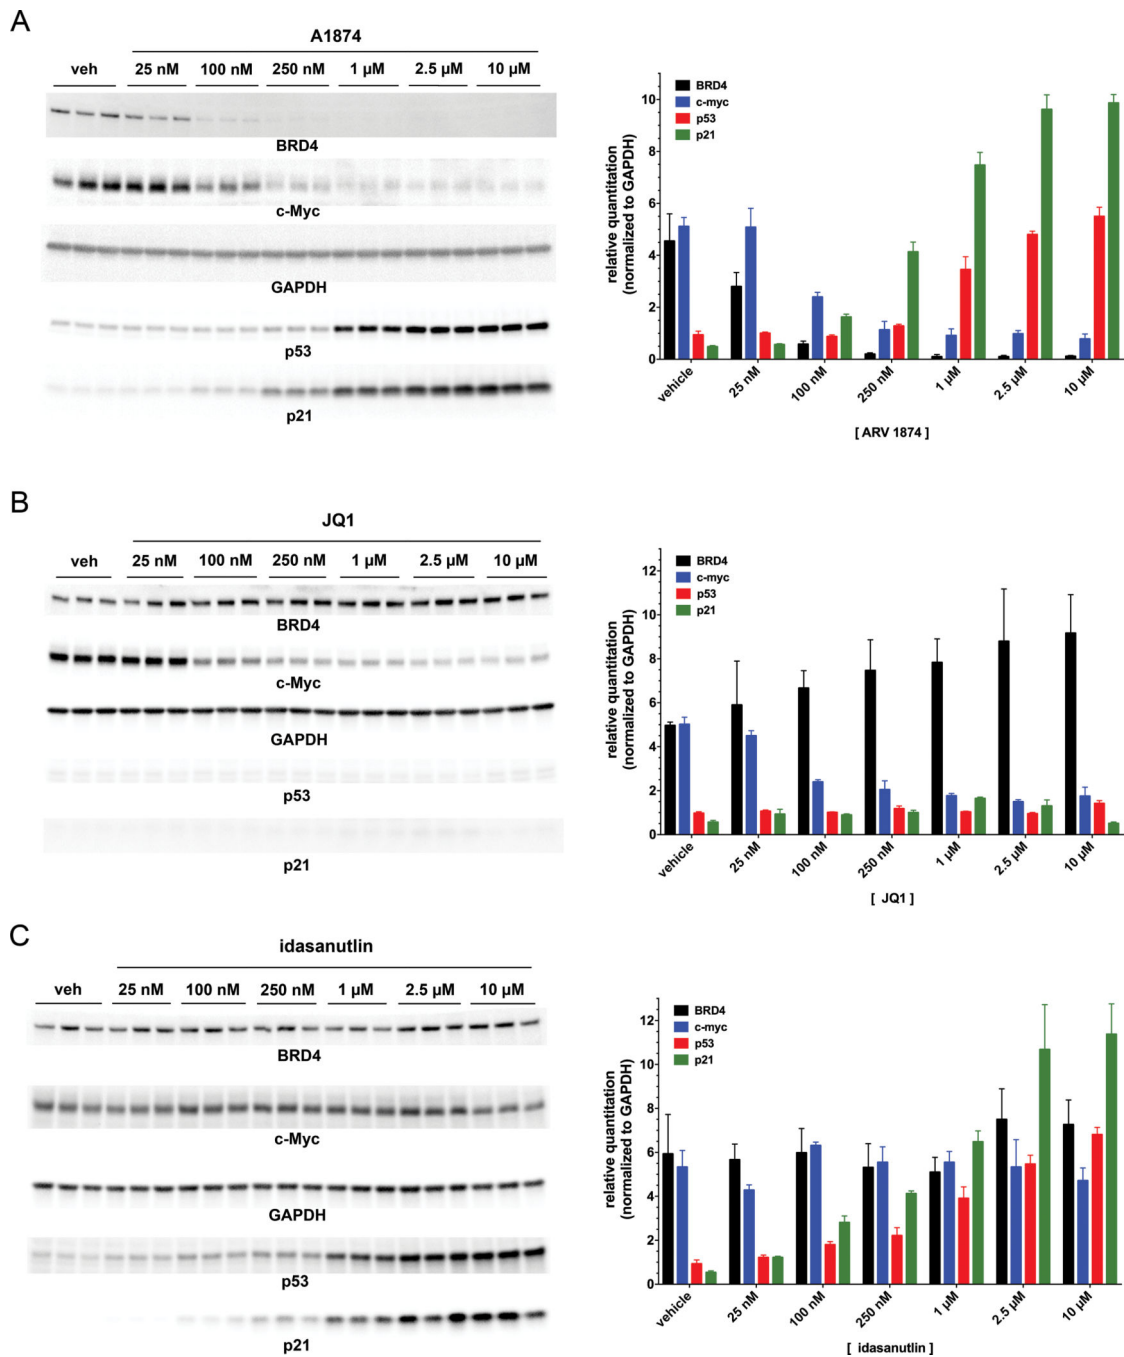 A
A1874
veh 25 nM 100 nM 250 nM 1 µM 2.5 µM 10 µM
BRD4
c-Myc
GAPDH
p53
p21
BRD4
c-myc
p53
p21
relative quantitation
(normalized to GAPDH)
10
8
6
4
2
0
vehicle 25 nM 100 nM 250 nM 1 µM 2.5 µM 10 µM
[ ARV 1874 ]
B
JQ1
veh 25 nM 100 nM 250 nM 1 µM 2.5 µM 10 µM
BRD4
c-Myc
GAPDH
p53
p21
BRD4
c-myc
p53
p21
relative quantitation
(normalized to GAPDH)
12
10
8
6
4
2
0
vehicle 25 nM 100 nM 250 nM 1 µM 2.5 µM 10 µM
[ JQ1 ]
C
idasanutlin
veh 25 nM 100 nM 250 nM 1 µM 2.5 µM 10 µM
BRD4
c-Myc
GAPDH
p53
p21
BRD4
c-myc
p53
p21
relative quantitation
(normalized to GAPDH)
12
10
8
6
4
2
0
vehicle 25 nM 100 nM 250 nM 1 µM 2.5 µM 10 µM
[ idasanutlin ]